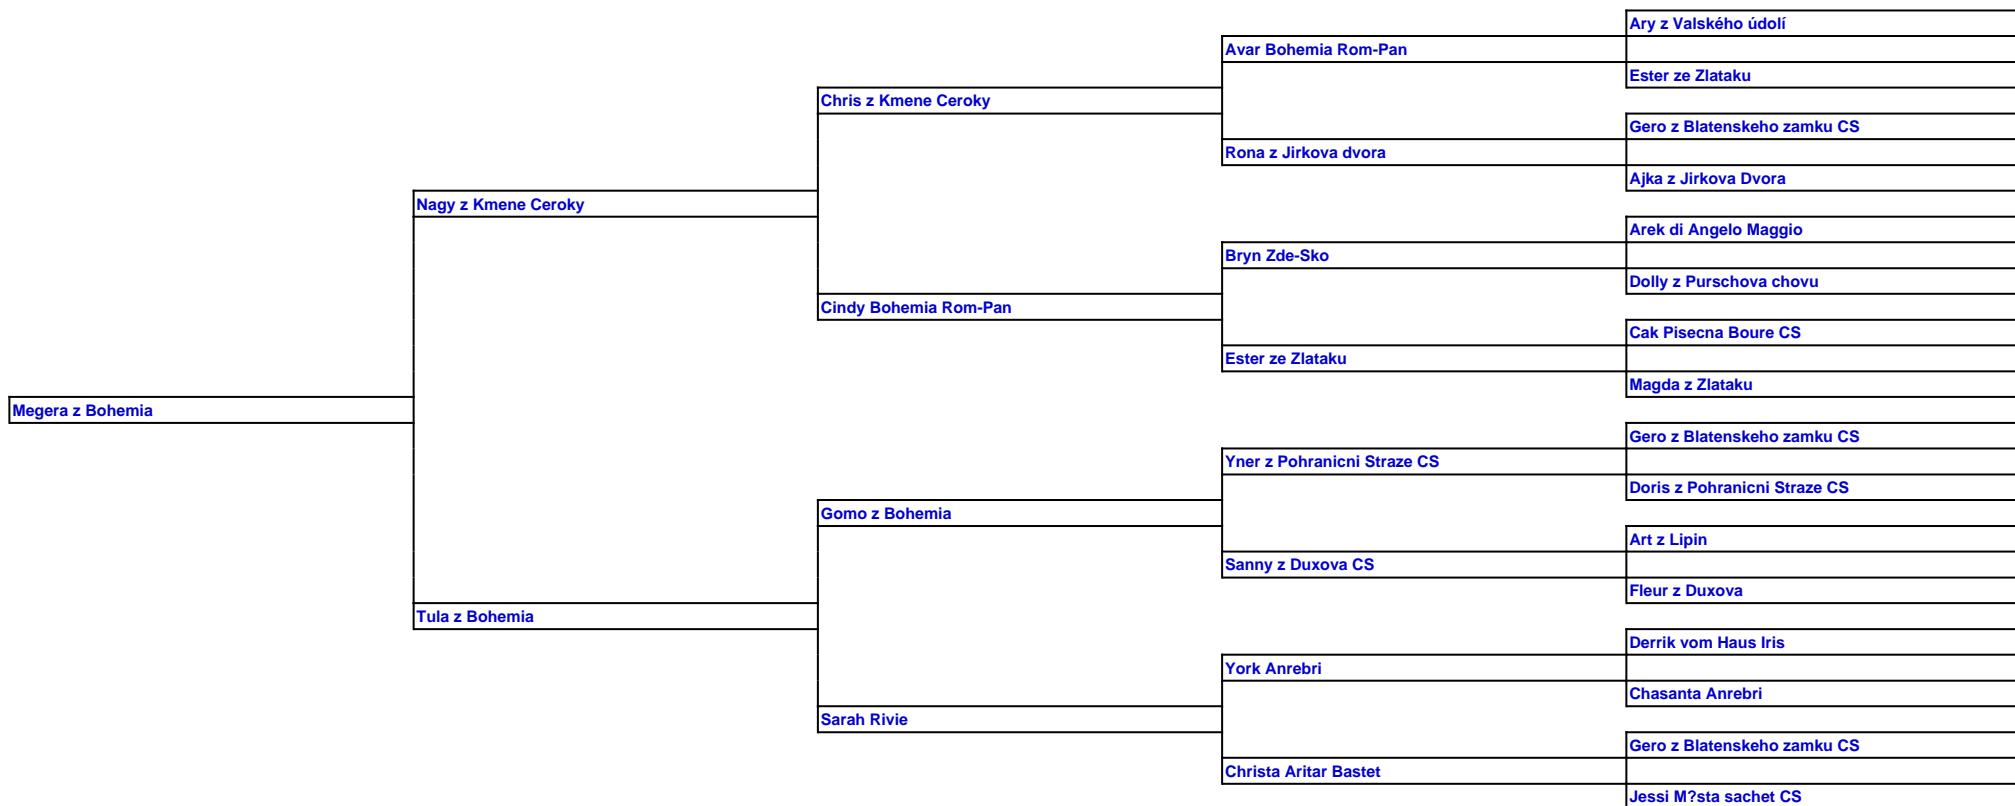 Ary z Valského údolí
Avar Bohemia Rom-Pan
Ester ze Zlataku
Chris z Kmene Ceroky
Gero z Blatenskeho zamku CS
Rona z Jirkova dvora
Ajka z Jirkova Dvora
Nagy z Kmene Ceroky
Arek di Angelo Maggio
Bryn Zde-Sko
Dolly z Purschova chovu
Cindy Bohemia Rom-Pan
Cak Pisecna Boure CS
Ester ze Zlataku
Magda z Zlataku
Megera z Bohemia
Gero z Blatenskeho zamku CS
Yner z Pohranicni Straze CS
Doris z Pohranicni Straze CS
Gomo z Bohemia
Art z Lipin
Sanny z Duxova CS
Fleur z Duxova
Tula z Bohemia
Derrik vom Haus Iris
York Anrebri
Chasanta Anrebri
Sarah Rivie
Gero z Blatenskeho zamku CS
Christa Aritar Bastet
Jessi M?sta sachet CS